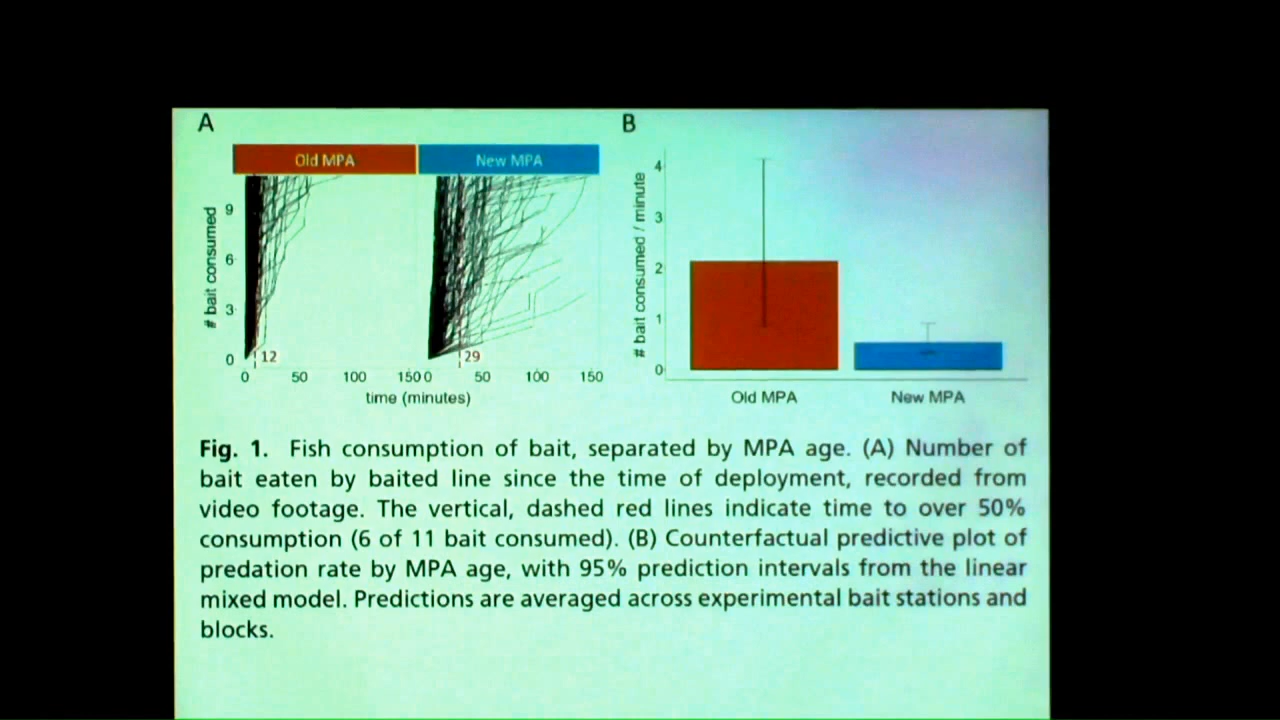 A
B
Old MPA
New MPA
# bait consumed
9
6
3
0
12
29
0
50
100
150
0
50
100
150
time (minutes)
# bait consumed / minute
4
3
2
1
0
Old MPA
New MPA
Fig. 1. Fish consumption of bait, separated by MPA age. (A) Number of
bait eaten by baited line since the time of deployment, recorded from
video footage. The vertical, dashed red lines indicate time to over 50%
consumption (6 of 11 bait consumed). (B) Counterfactual predictive plot of
predation rate by MPA age, with 95% prediction intervals from the linear
mixed model. Predictions are averaged across experimental bait stations and
blocks.